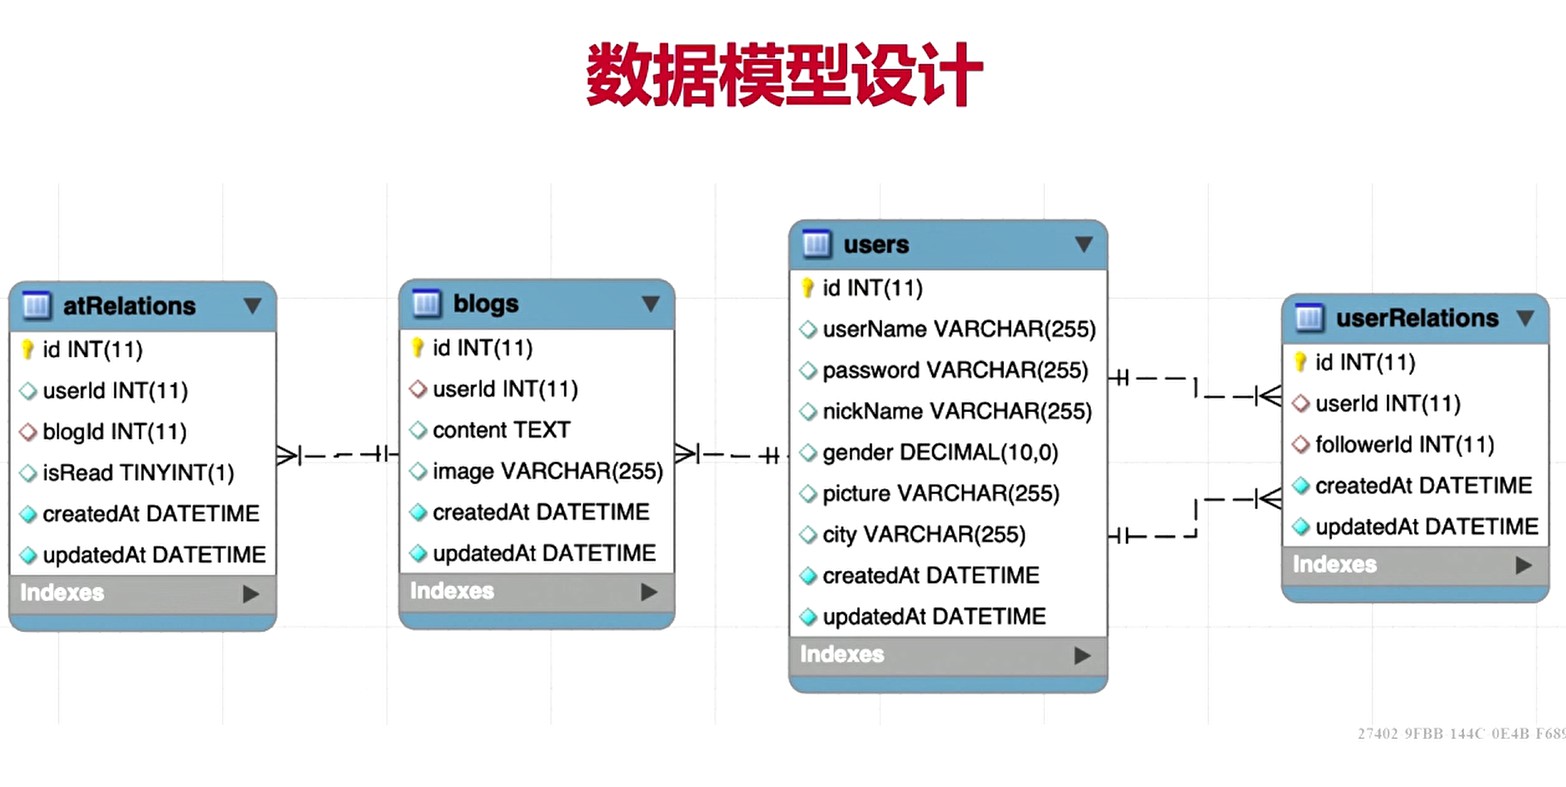 数据模型设计
atRelations
id INT(11)
userId INT(11)
blogId INT(11)
isRead TINYINT(1)
createdAt DATETIME
updatedAt DATETIME
Indexes
blogs
id INT(11)
userId INT(11)
content TEXT
image VARCHAR(255)
createdAt DATETIME
updatedAt DATETIME
Indexes
users
id INT(11)
userName VARCHAR(255)
password VARCHAR(255)
nickName VARCHAR(255)
gender DECIMAL(10,0)
picture VARCHAR(255)
city VARCHAR(255)
createdAt DATETIME
updatedAt DATETIME
Indexes
userRelations
id INT(11)
userId INT(11)
followerId INT(11)
createdAt DATETIME
updatedAt DATETIME
Indexes
27402 9FBB 144C 0E4B F689